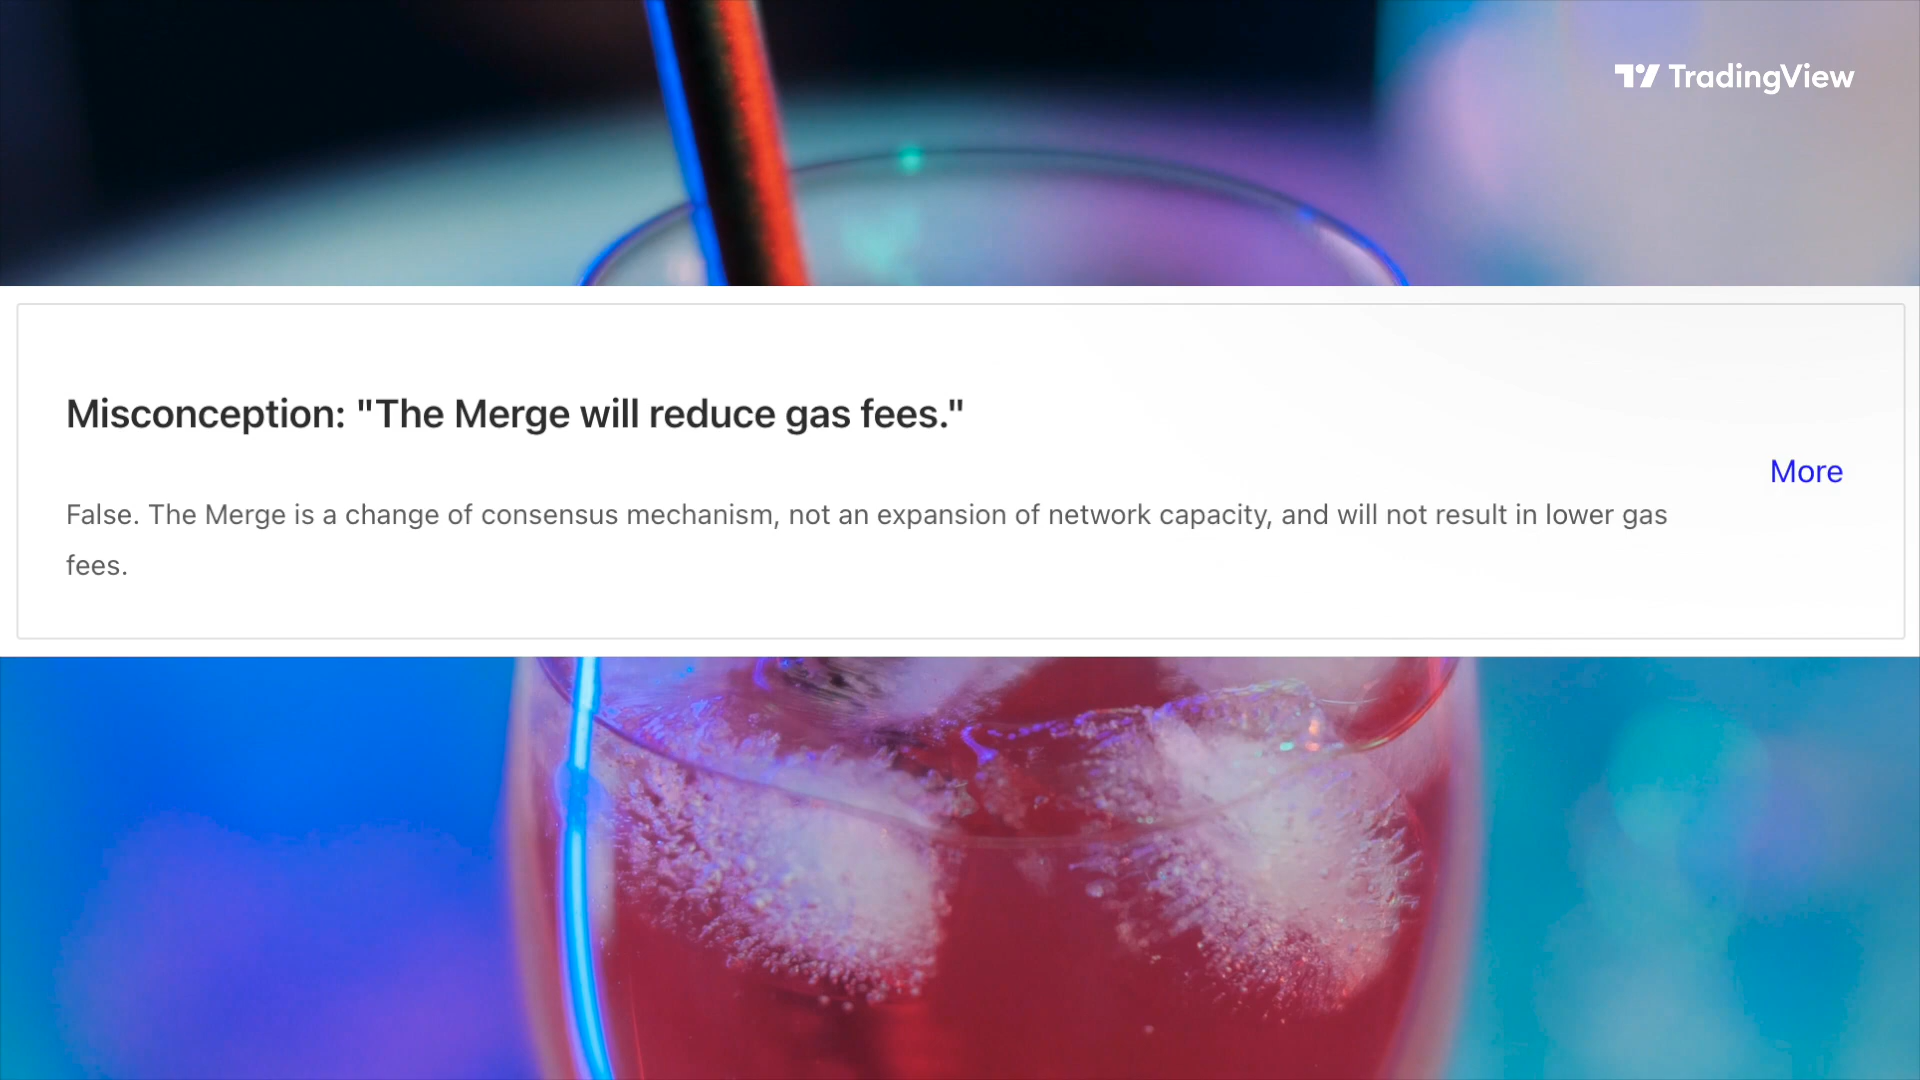 TradingView
Misconception: "The Merge will reduce gas fees."
More
False. The Merge is a change of consensus mechanism, not an expansion of network capacity, and will not result in lower gas
fees.